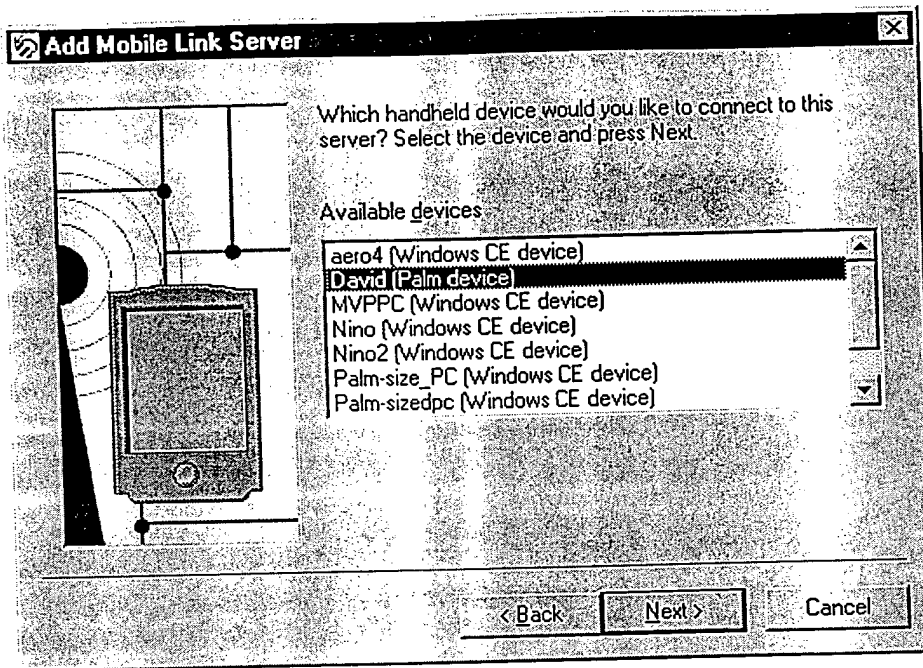 Add Mobile Link Server
Which handheld device would you like to connect to this
server? Select the device and press Next.
Available devices
aero4 (Windows CE device)
David (Palm device)
MVPPC (Windows CE device)
Nino (Windows CE device)
Nino2 (Windows CE device)
Palm-size_PC (Windows CE device)
Palm-sizedpc (Windows CE device)
< Back Next > Cancel